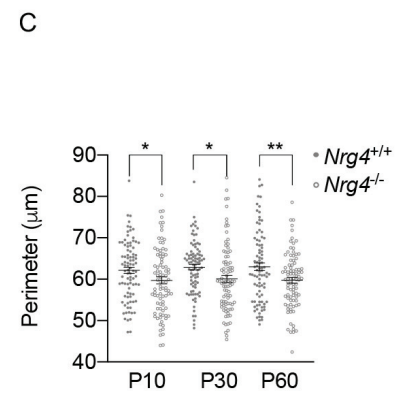 C
* * **
Nrg4+/+
Nrg4-/-
Perimeter (μm)
90
80
70
60
50
40
P10 P30 P60